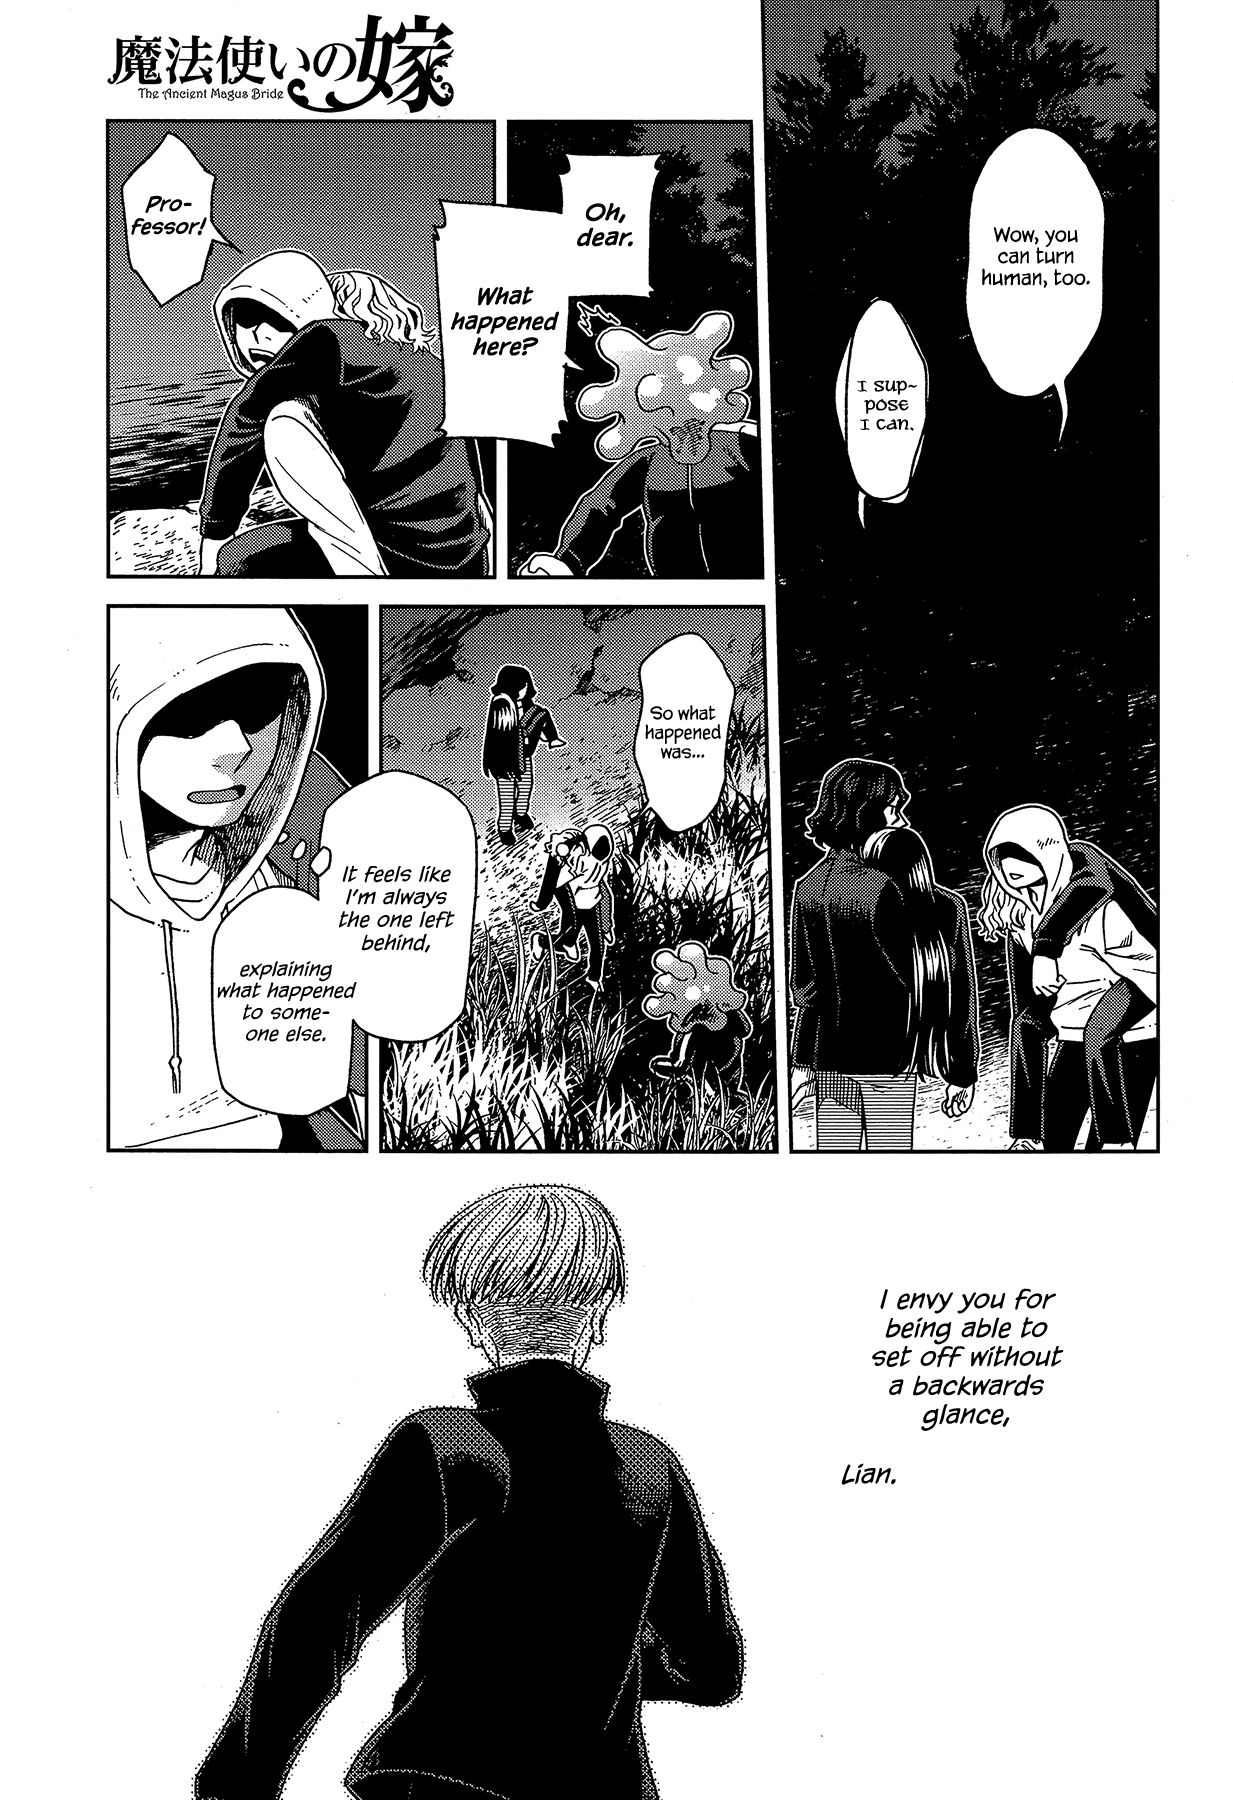 魔法使いの嫁
The Ancient Magus Bride
Wow, you
can turn
human, too.
I sup-
pose
I can.
Oh,
dear.
What
happened
here?
Pro-
fessor!
So what
happened
was...
It feels like
I'm always
the one left
behind,
explaining
what happened
to some-
one else.
I envy you for
being able to
set off without
a backwards
glance,
Lian.